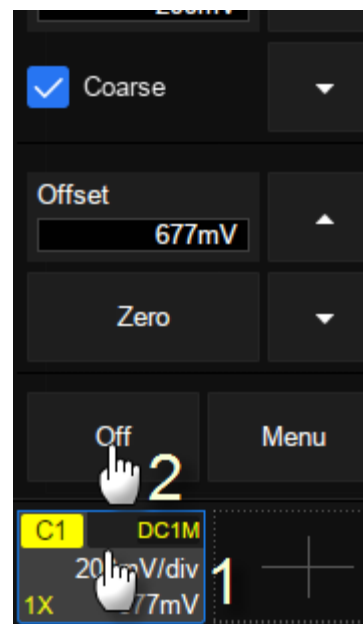 Coarse
Offset
677mV
Zero
Off
Menu
2
C1
DC1M
1
1X